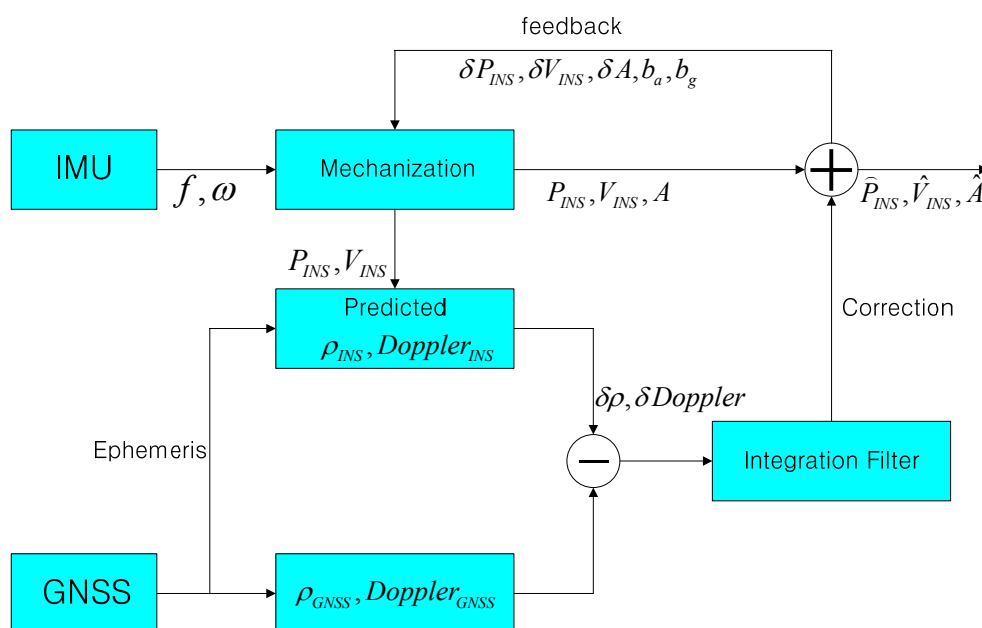 feedback
δP_INS, δV_INS, δA, b_a, b_g
IMU
f, ω
Mechanization
P_INS, V_INS, A
P̂_INS, V̂_INS, Â
P_INS, V_INS
Predicted
ρ_INS, Doppler_INS
Correction
δρ, δDoppler
Ephemeris
Integration Filter
GNSS
ρ_GNSS, Doppler_GNSS